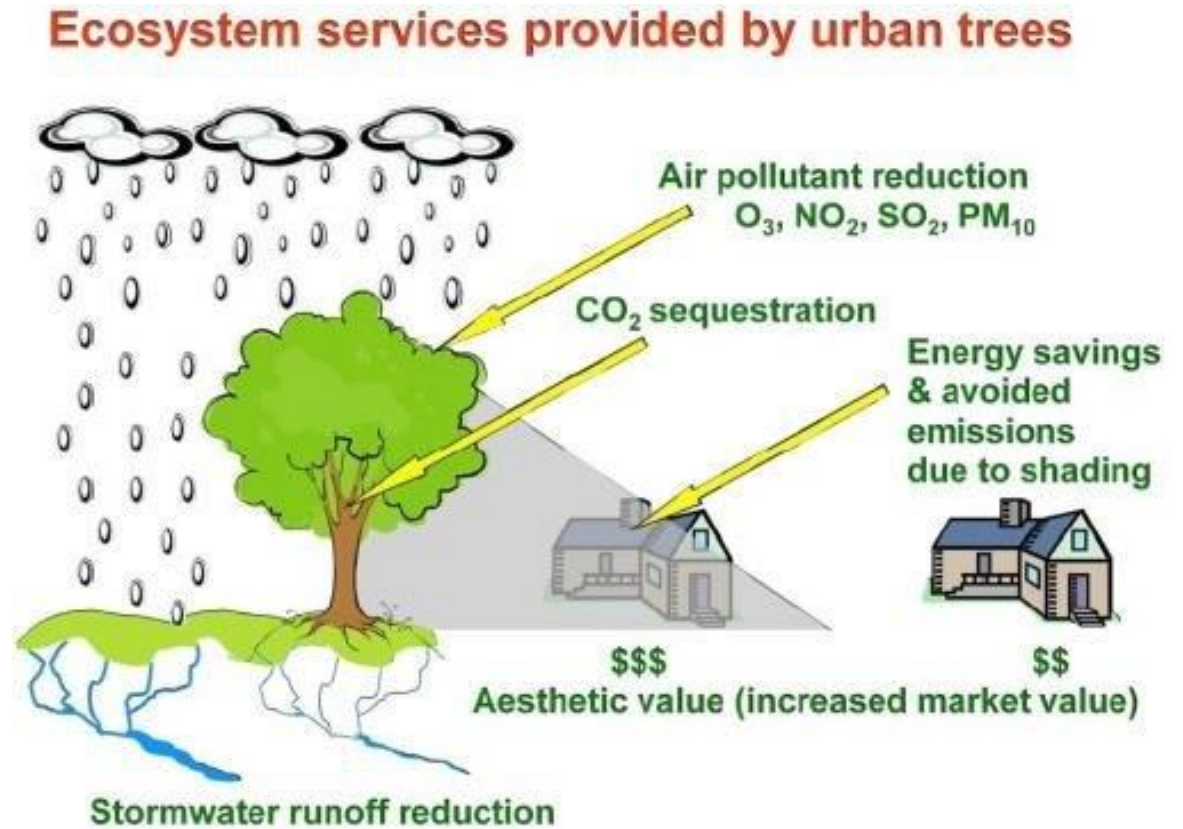 Ecosystem services provided by urban trees
Air pollutant reduction
O₃, NO₂, SO₂, PM₁₀
CO₂ sequestration
Energy savings
& avoided
emissions
due to shading
$$$
$$
Aesthetic value (increased market value)
Stormwater runoff reduction